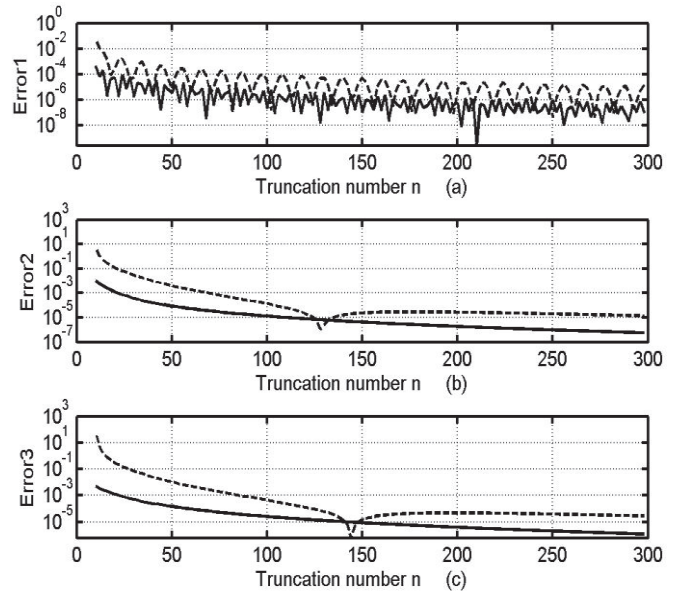 10^0
10^-2
10^-4
10^-6
10^-8
Error1
0 50 100 150 200 250 300
Truncation number n (a)
10^3
10^1
10^-1
10^-3
10^-5
10^-7
Error2
0 50 100 150 200 250 300
Truncation number n (b)
10^3
10^1
10^-1
10^-3
10^-5
Error3
0 50 100 150 200 250 300
Truncation number n (c)